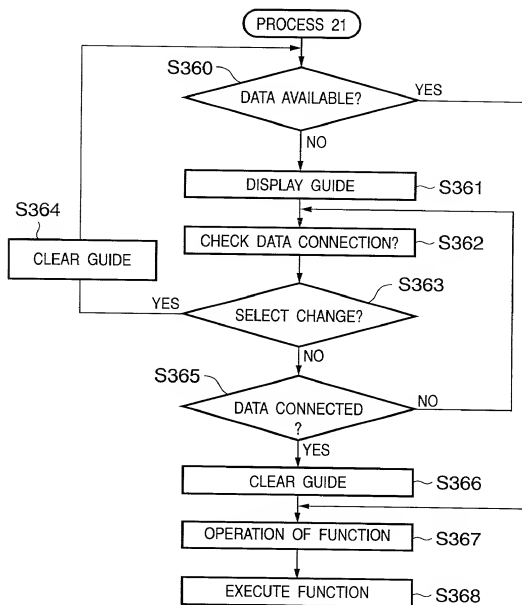 PROCESS 21
S360
DATA AVAILABLE?
YES
NO
DISPLAY GUIDE
S361
S364
CLEAR GUIDE
CHECK DATA CONNECTION?
S362
S363
YES
SELECT CHANGE?
NO
S365
DATA CONNECTED
?
NO
YES
CLEAR GUIDE
S366
OPERATION OF FUNCTION
S367
EXECUTE FUNCTION
S368